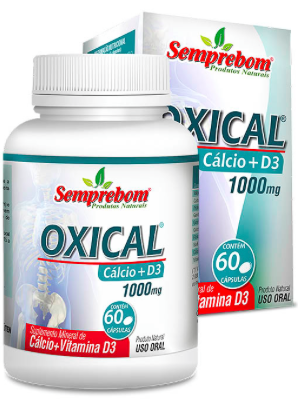 Semprebom®
Produtos Naturais
OXICAL®
Cálcio + D3
1000mg
CONTÉM
60
CÁPSULAS
Suplemento Mineral de
Cálcio+Vitamina D3
Produto Natural
USO ORAL
Semprebom®
Produtos Naturais
OXICAL®
Cálcio + D3
1000mg
CONTÉM
60
CÁPSULAS
de
Vitamina D3
Produto Natural
USO ORAL